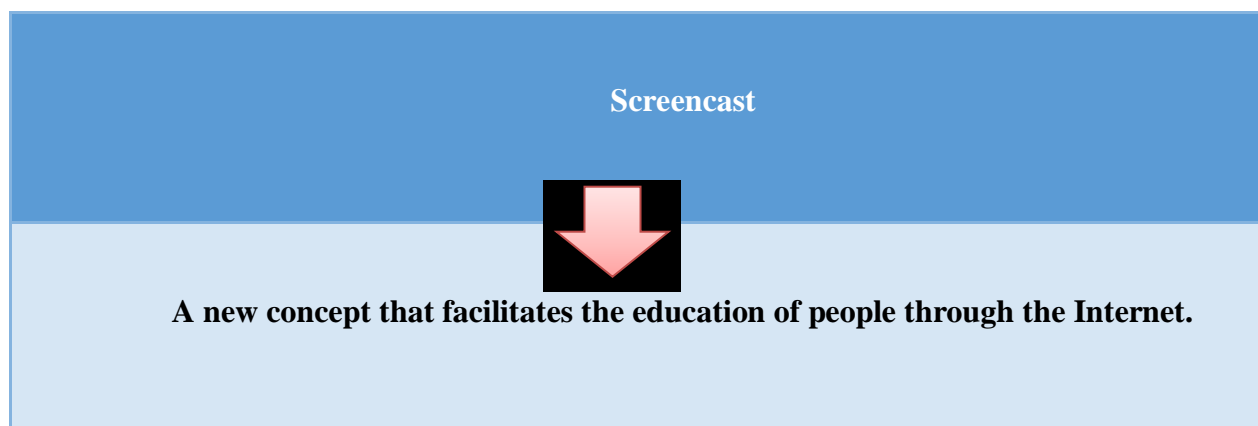 Screencast
A new concept that facilitates the education of people through the Internet.